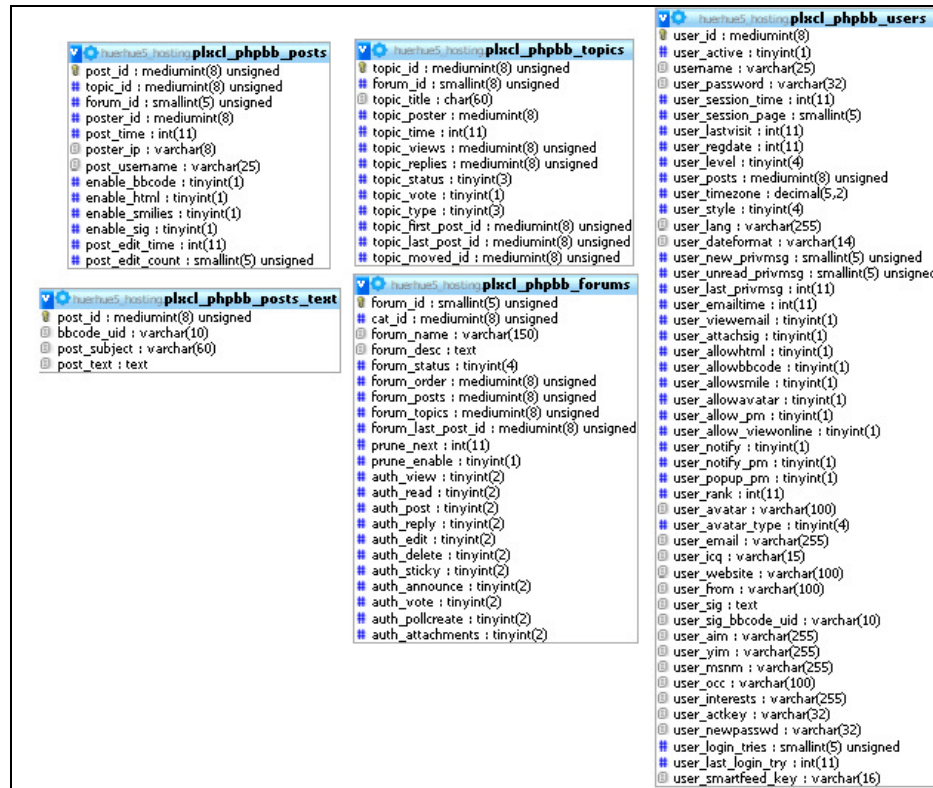 huerhue5_hosting.plxcl_phpbb_posts
post_id : mediumint(8) unsigned
topic_id : mediumint(8) unsigned
forum_id : smallint(5) unsigned
poster_id : mediumint(8)
post_time : int(11)
poster_ip : varchar(8)
post_username : varchar(25)
enable_bbcode : tinyint(1)
enable_html : tinyint(1)
enable_smilies : tinyint(1)
enable_sig : tinyint(1)
post_edit_time : int(11)
post_edit_count : smallint(5) unsigned
huerhue5_hosting.plxcl_phpbb_posts_text
post_id : mediumint(8) unsigned
bbcode_uid : varchar(10)
post_subject : varchar(60)
post_text : text
huerhue5_hosting.plxcl_phpbb_topics
topic_id : mediumint(8) unsigned
forum_id : smallint(8) unsigned
topic_title : char(60)
topic_poster : mediumint(8)
topic_time : int(11)
topic_views : mediumint(8) unsigned
topic_replies : mediumint(8) unsigned
topic_status : tinyint(3)
topic_vote : tinyint(1)
topic_type : tinyint(3)
topic_first_post_id : mediumint(8) unsigned
topic_last_post_id : mediumint(8) unsigned
topic_moved_id : mediumint(8) unsigned
huerhue5_hosting.plxcl_phpbb_forums
forum_id : smallint(5) unsigned
cat_id : mediumint(8) unsigned
forum_name : varchar(150)
forum_desc : text
forum_status : tinyint(4)
forum_order : mediumint(8) unsigned
forum_posts : mediumint(8) unsigned
forum_topics : mediumint(8) unsigned
forum_last_post_id : mediumint(8) unsigned
prune_next : int(11)
prune_enable : tinyint(1)
auth_view : tinyint(2)
auth_read : tinyint(2)
auth_post : tinyint(2)
auth_reply : tinyint(2)
auth_edit : tinyint(2)
auth_delete : tinyint(2)
auth_sticky : tinyint(2)
auth_announce : tinyint(2)
auth_vote : tinyint(2)
auth_pollcreate : tinyint(2)
auth_attachments : tinyint(2)
huerhue5_hosting.plxcl_phpbb_users
user_id : mediumint(8)
user_active : tinyint(1)
username : varchar(25)
user_password : varchar(32)
user_session_time : int(11)
user_session_page : smallint(5)
user_lastvisit : int(11)
user_regdate : int(11)
user_level : tinyint(4)
user_posts : mediumint(8) unsigned
user_timezone : decimal(5,2)
user_style : tinyint(4)
user_lang : varchar(255)
user_dateformat : varchar(14)
user_new_privmsg : smallint(5) unsigned
user_unread_privmsg : smallint(5) unsigned
user_last_privmsg : int(11)
user_emailtime : int(11)
user_viewemail : tinyint(1)
user_attachsig : tinyint(1)
user_allowhtml : tinyint(1)
user_allowbbcode : tinyint(1)
user_allowsmile : tinyint(1)
user_allowavatar : tinyint(1)
user_allow_pm : tinyint(1)
user_allow_viewonline : tinyint(1)
user_notify : tinyint(1)
user_notify_pm : tinyint(1)
user_popup_pm : tinyint(1)
user_rank : int(11)
user_avatar : varchar(100)
user_avatar_type : tinyint(4)
user_email : varchar(255)
user_icq : varchar(15)
user_website : varchar(100)
user_from : varchar(100)
user_sig : text
user_sig_bbcode_uid : varchar(10)
user_aim : varchar(255)
user_yim : varchar(255)
user_msnm : varchar(255)
user_occ : varchar(100)
user_interests : varchar(255)
user_actkey : varchar(32)
user_newpasswd : varchar(32)
user_login_tries : smallint(5) unsigned
user_last_login_try : int(11)
user_smartfeed_key : varchar(16)